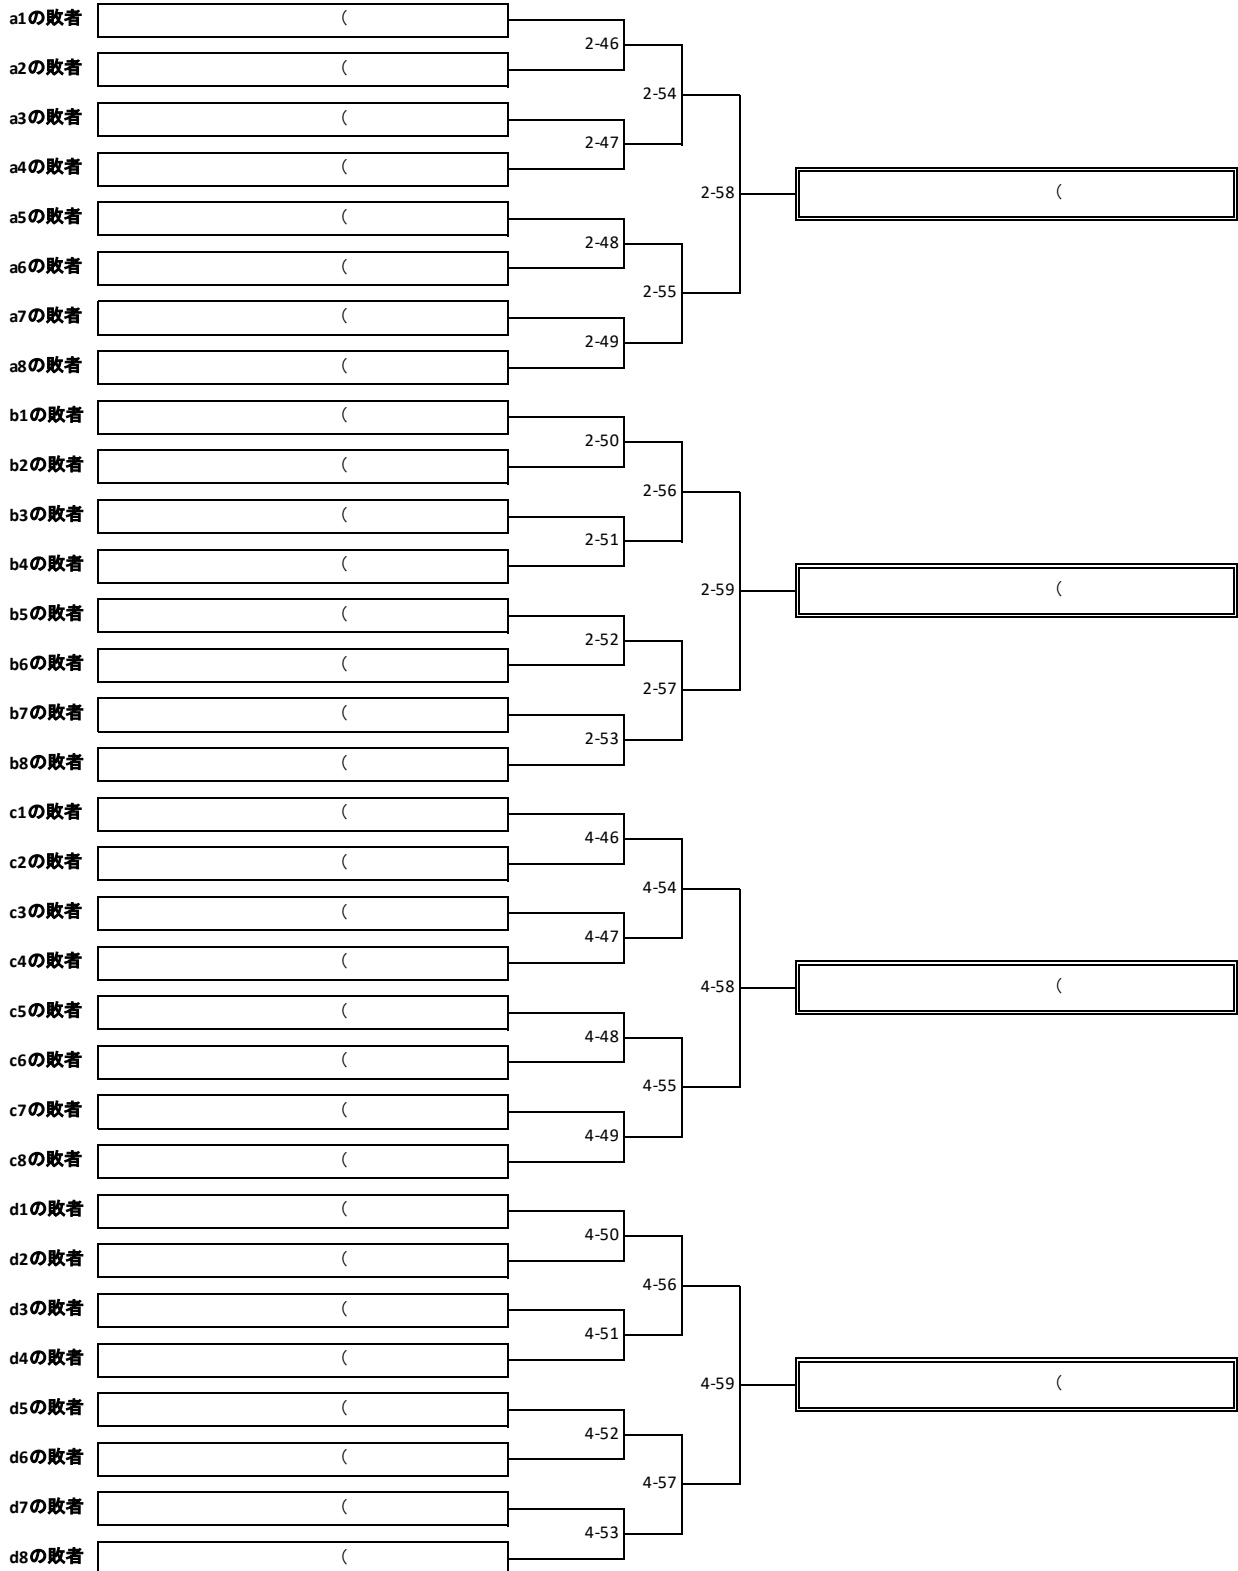 a1の敗者 （
2-46
a2の敗者 （
2-54
a3の敗者 （
2-47
a4の敗者 （
2-58 （
a5の敗者 （
2-48
a6の敗者 （
2-55
a7の敗者 （
2-49
a8の敗者 （
b1の敗者 （
2-50
b2の敗者 （
2-56
b3の敗者 （
2-51
b4の敗者 （
2-59 （
b5の敗者 （
2-52
b6の敗者 （
2-57
b7の敗者 （
2-53
b8の敗者 （
c1の敗者 （
4-46
c2の敗者 （
4-54
c3の敗者 （
4-47
c4の敗者 （
4-58 （
c5の敗者 （
4-48
c6の敗者 （
4-55
c7の敗者 （
4-49
c8の敗者 （
d1の敗者 （
4-50
d2の敗者 （
4-56
d3の敗者 （
4-51
d4の敗者 （
4-59 （
d5の敗者 （
4-52
d6の敗者 （
4-57
d7の敗者 （
4-53
d8の敗者 （